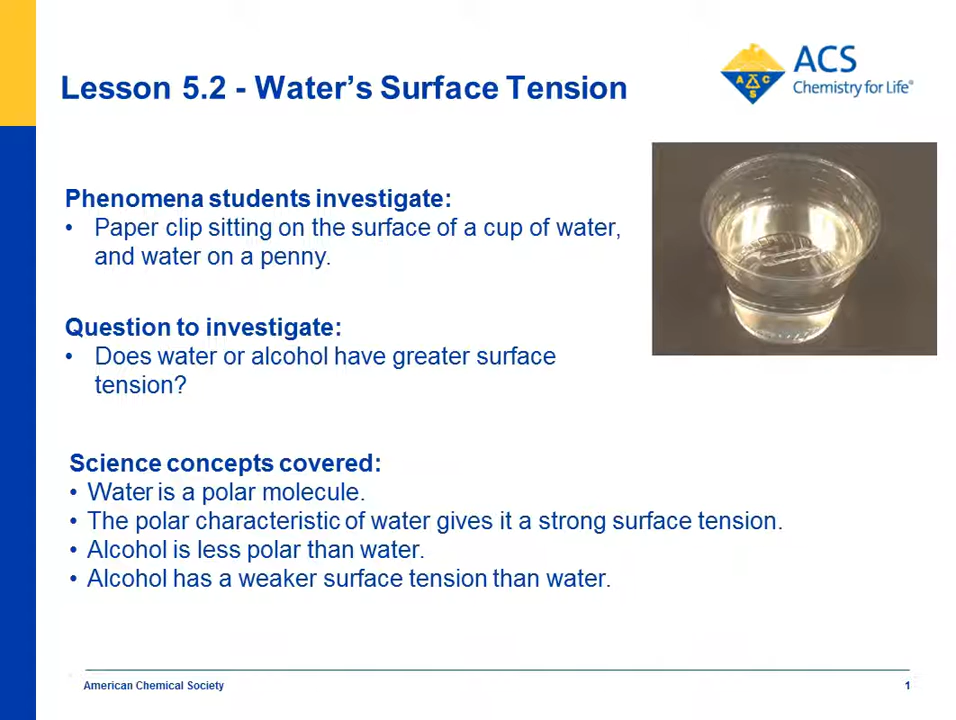 Lesson 5.2 - Water’s Surface Tension
ACS
Chemistry for Life®
A C S
Phenomena students investigate:
• Paper clip sitting on the surface of a cup of water,
and water on a penny.
Question to investigate:
• Does water or alcohol have greater surface
tension?
Science concepts covered:
• Water is a polar molecule.
• The polar characteristic of water gives it a strong surface tension.
• Alcohol is less polar than water.
• Alcohol has a weaker surface tension than water.
American Chemical Society
1